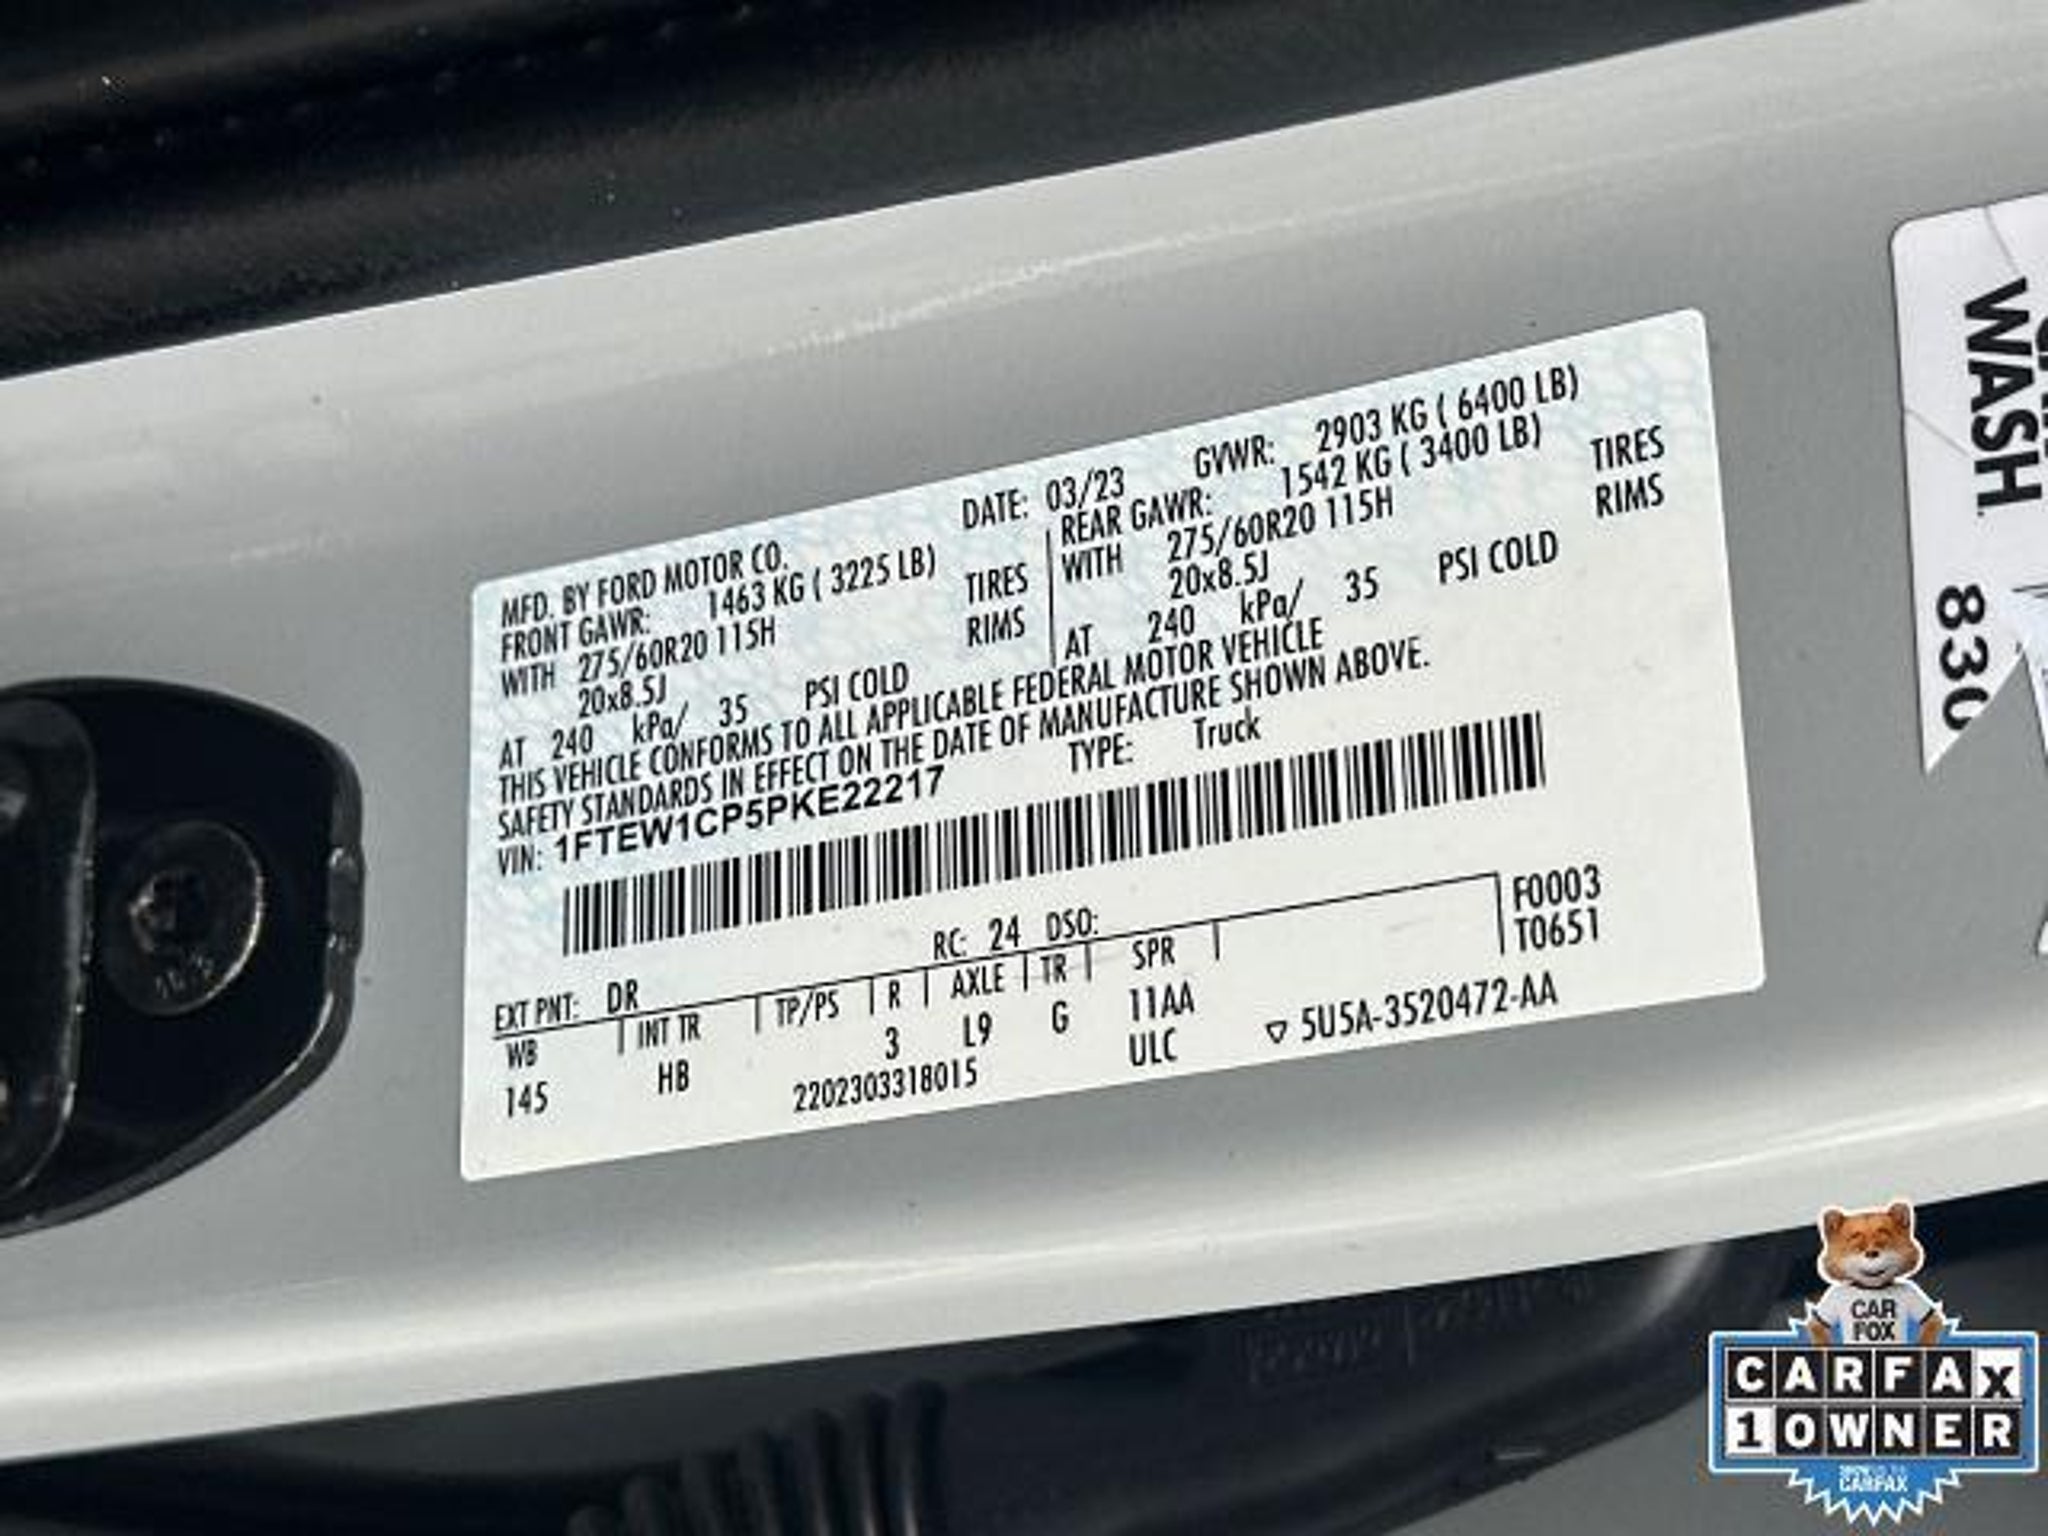 MFD. BY FORD MOTOR CO.
DATE: 03/23
GVWR: 2903 KG ( 6400 LB)
FRONT GAWR: 1463 KG ( 3225 LB)
REAR GAWR: 1542 KG ( 3400 LB)
WITH 275/60R20 115H TIRES
WITH 275/60R20 115H TIRES
20x8.5J RIMS
20x8.5J RIMS
AT 240 kPa/ 35 PSI COLD
AT 240 kPa/ 35 PSI COLD
THIS VEHICLE CONFORMS TO ALL APPLICABLE FEDERAL MOTOR VEHICLE
SAFETY STANDARDS IN EFFECT ON THE DATE OF MANUFACTURE SHOWN ABOVE.
VIN: 1FTEW1CP5PKE22217
TYPE: Truck
F0003
T0651
EXT PNT: DR RC: 24 DSO:
WB INT TR TP/PS R AXLE TR SPR
145 HB 3 L9 G 11AA
2202303318015 ULC
5U5A-3520472-AA
WASH
830
CAR
FOX
CARFAX
1 OWNER
CARFAX